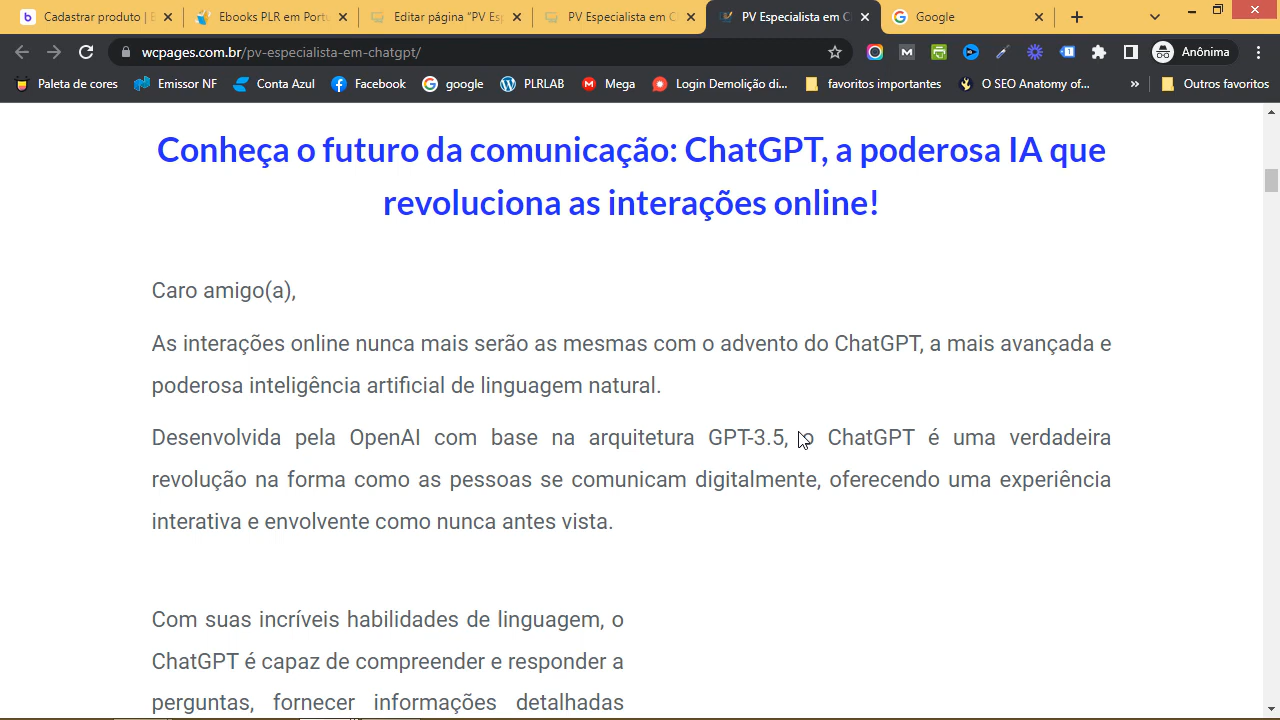 Cadastrar produto | E
Ebooks PLR em Portu
Editar página "PV Esp
PV Especialista em C
PV Especialista em C
Google
wcpages.com.br/pv-especialista-em-chatgpt/
Anônima
Paleta de cores
Emissor NF
Conta Azul
Facebook
google
PLRLAB
Mega
Login Demolição di...
favoritos importantes
O SEO Anatomy of...
»
Outros favoritos
Conheça o futuro da comunicação: ChatGPT, a poderosa IA que
revoluciona as interações online!
Caro amigo(a),
As interações online nunca mais serão as mesmas com o advento do ChatGPT, a mais avançada e
poderosa inteligência artificial de linguagem natural.
Desenvolvida pela OpenAI com base na arquitetura GPT-3.5, o ChatGPT é uma verdadeira
revolução na forma como as pessoas se comunicam digitalmente, oferecendo uma experiência
interativa e envolvente como nunca antes vista.
Com suas incríveis habilidades de linguagem, o
ChatGPT é capaz de compreender e responder a
perguntas, fornecer informações detalhadas